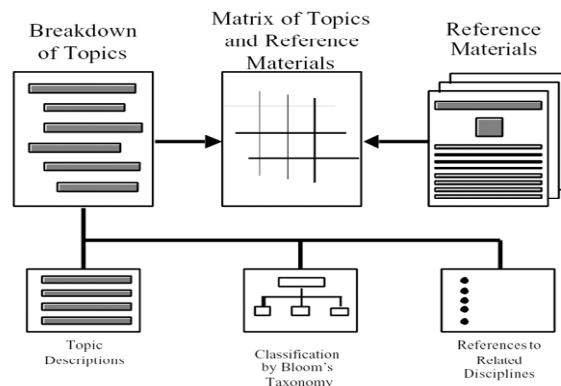 Breakdown
of Topics
Matrix of Topics
and Reference
Materials
Reference
Materials
Topic
Descriptions
Classification
by Bloom's
Taxonomy
References to
Related
Disciplines